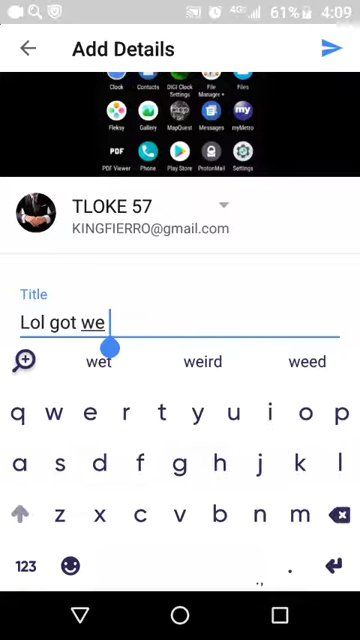 4G
61% 4:09
Add Details
Clock Contacts DIGI Clock Settings File Manager + Files
Fleksy Gallery MapQuest Messages myMetro
PDF
PDF Viewer Phone Play Store ProtonMail Settings
TLOKE 57
KINGFIERRO@gmail.com
Title
Lol got we
wet weird weed
q w e r t y u i o p
a s d f g h j k l
z x c v b n m
123 ., .